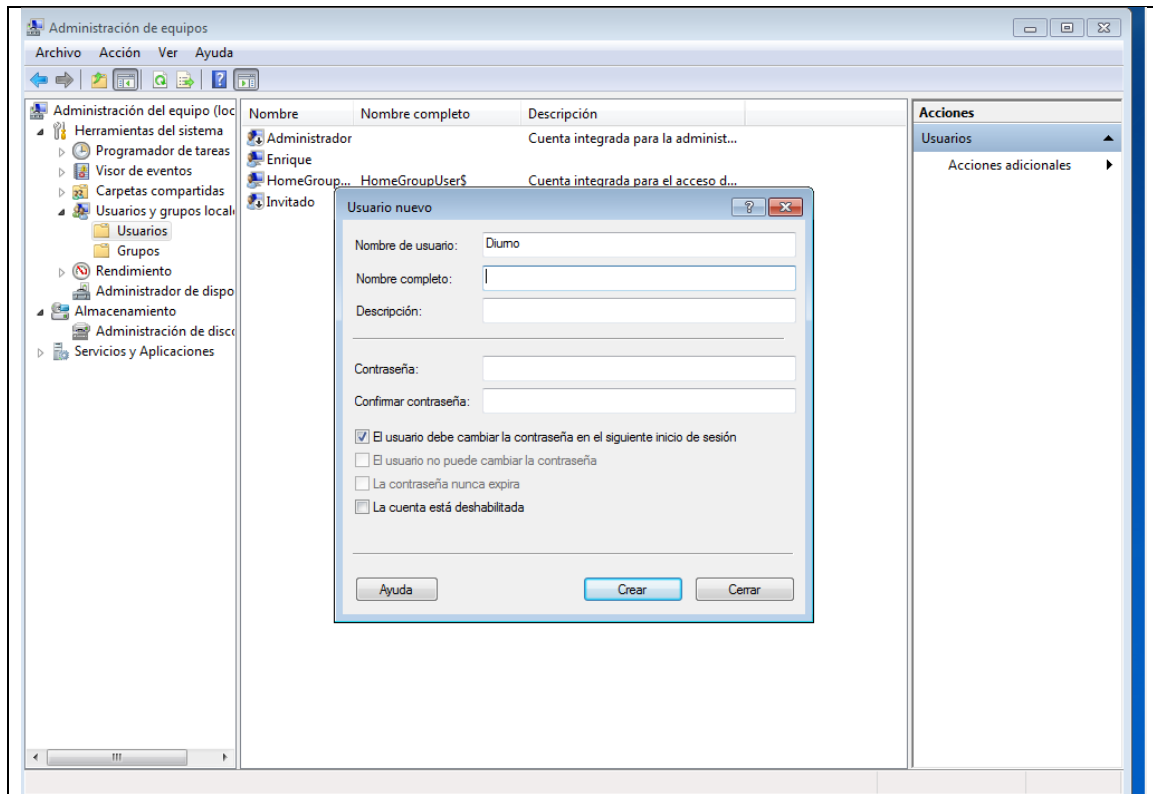 Administración de equipos
Archivo Acción Ver Ayuda
Administración del equipo (loc
Herramientas del sistema
Programador de tareas
Visor de eventos
Carpetas compartidas
Usuarios y grupos locale
Usuarios
Grupos
Rendimiento
Administrador de dispo
Almacenamiento
Administración de disco
Servicios y Aplicaciones
Nombre Nombre completo Descripción
Administrador Cuenta integrada para la administ...
Enrique
HomeGroup... HomeGroupUser$ Cuenta integrada para el acceso d...
Invitado
Usuario nuevo
Nombre de usuario: Diurno
Nombre completo:
Descripción:
Contraseña:
Confirmar contraseña:
El usuario debe cambiar la contraseña en el siguiente inicio de sesión
El usuario no puede cambiar la contraseña
La contraseña nunca expira
La cuenta está deshabilitada
Ayuda Crear Cerrar
Acciones
Usuarios
Acciones adicionales